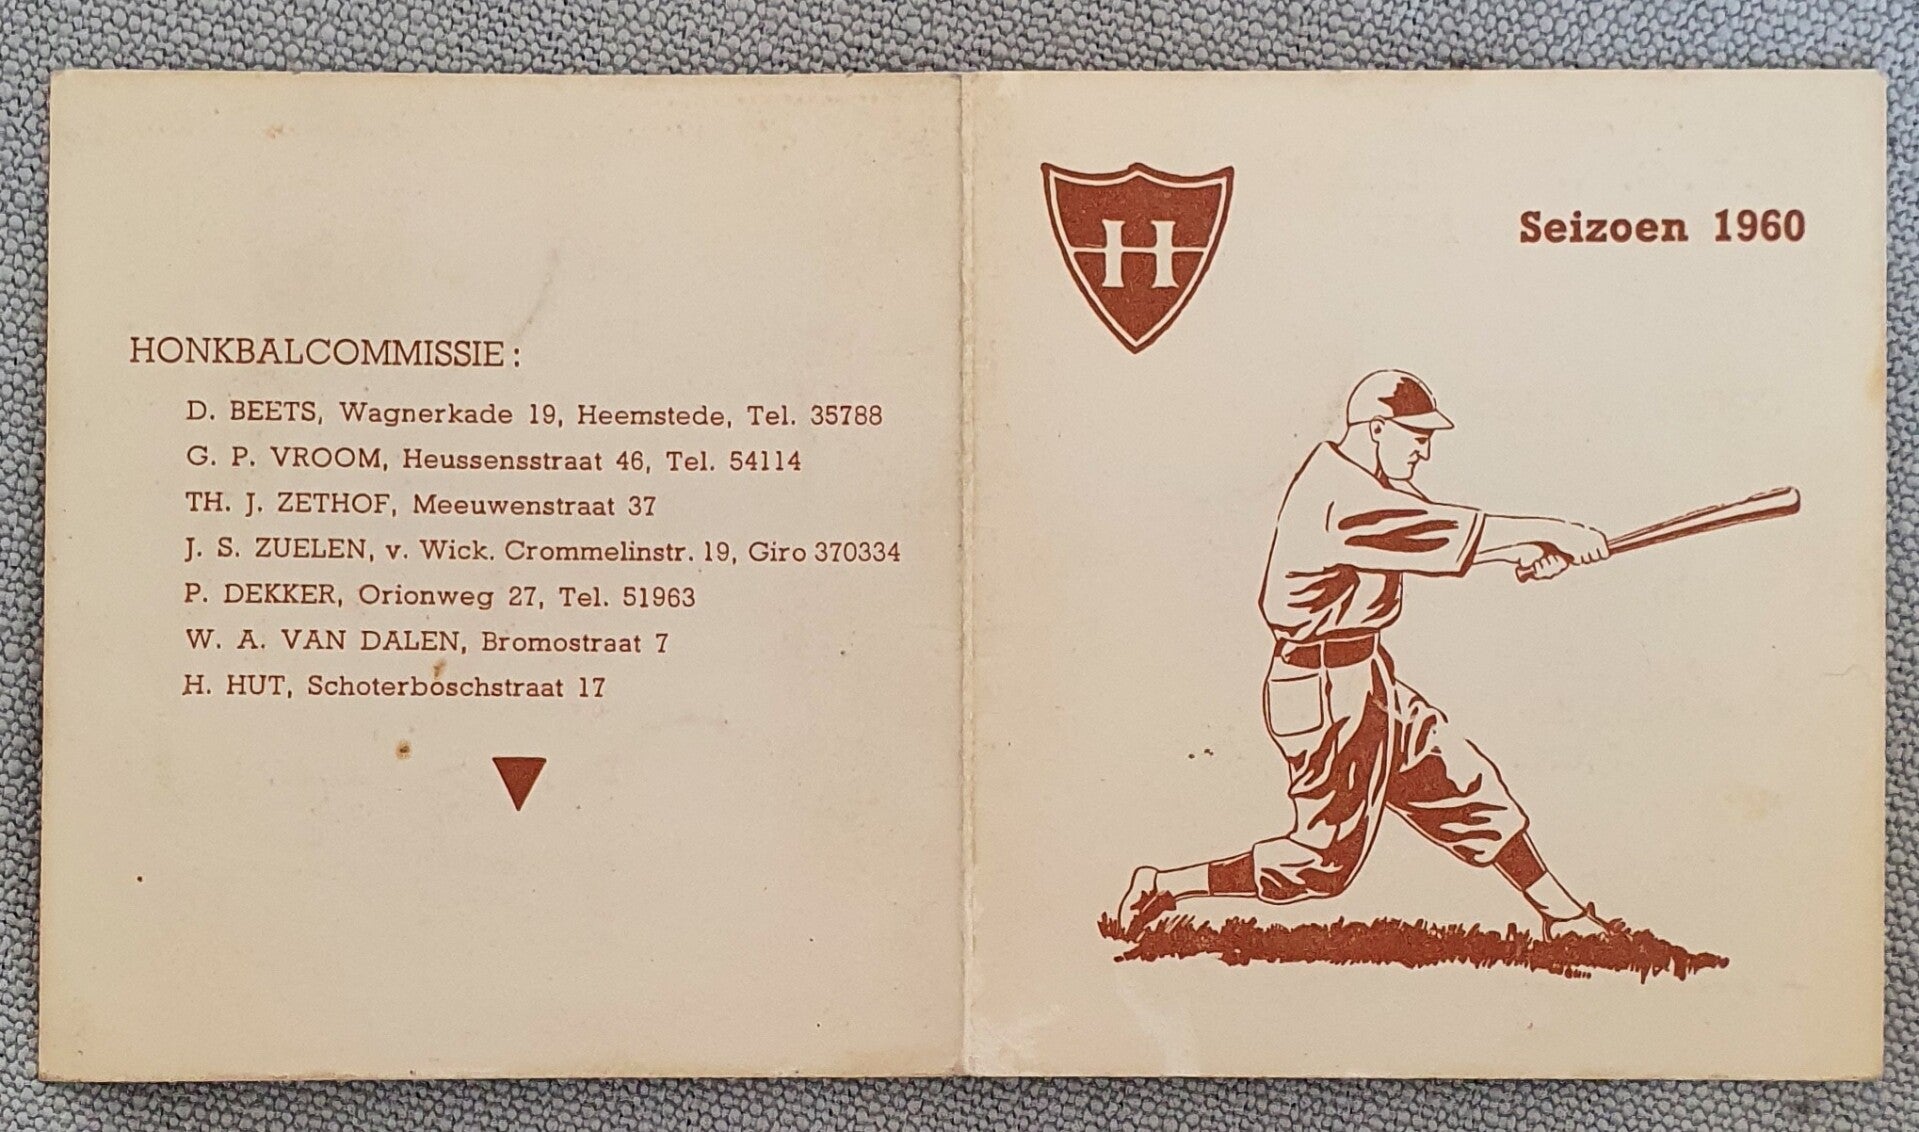 HONKBALCOMMISSIE:
D. BEETS, Wagnerkade 19, Heemstede, Tel. 35788
G. P. VROOM, Heussensstraat 46, Tel. 54114
TH. J. ZETHOF, Meeuwenstraat 37
J. S. ZUELEN, v. Wick. Crommelinstr. 19, Giro 370334
P. DEKKER, Orionweg 27, Tel. 51963
W. A. VAN DALEN, Bromostraat 7
H. HUT, Schoterboschstraat 17
H
Seizoen 1960